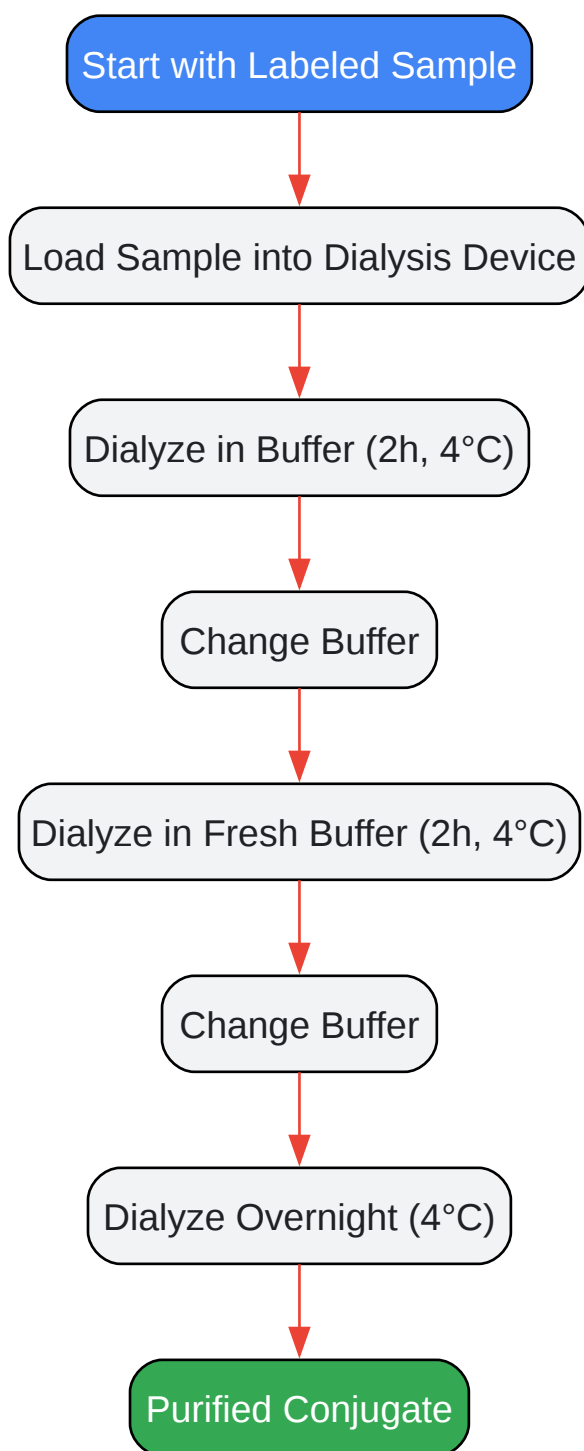 Start with Labeled Sample
Load Sample into Dialysis Device
Dialyze in Buffer (2h, 4°C)
Change Buffer
Dialyze in Fresh Buffer (2h, 4°C)
Change Buffer
Dialyze Overnight (4°C)
Purified Conjugate